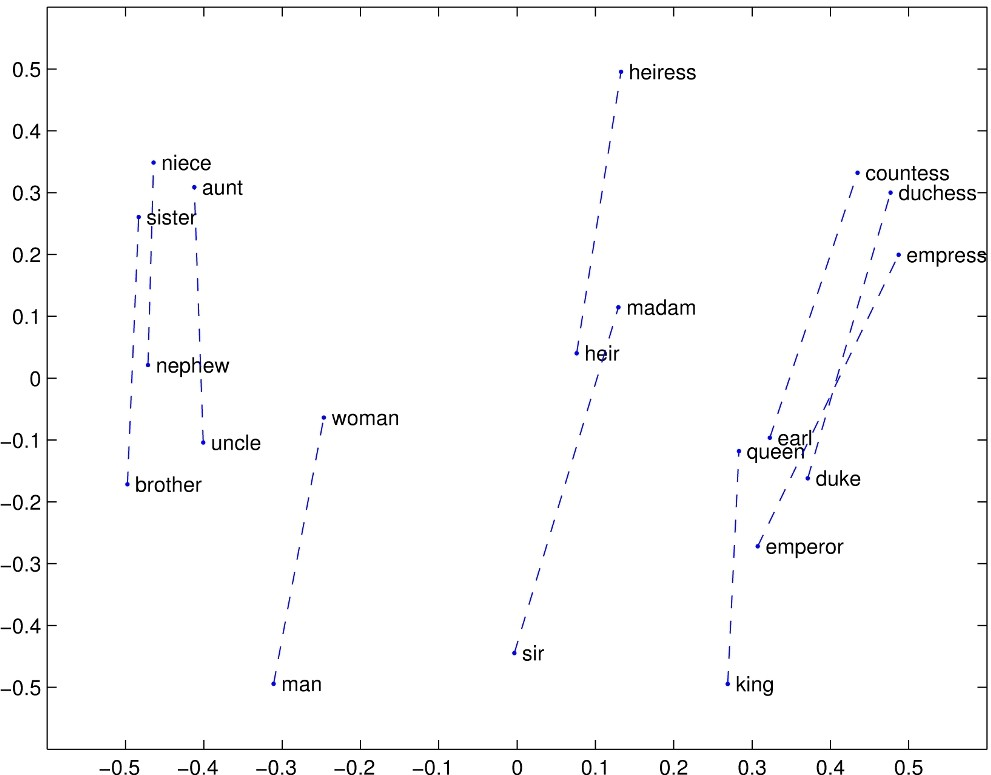 heiress
0.5
0.4
niece
countess
aunt
duchess
0.3
sister
0.2
empress
madam
0.1
heir
nephew
0
woman
earl
−0.1
uncle
queen
duke
brother
−0.2
emperor
−0.3
−0.4
sir
man
king
−0.5
−0.5 −0.4 −0.3 −0.2 −0.1 0 0.1 0.2 0.3 0.4 0.5